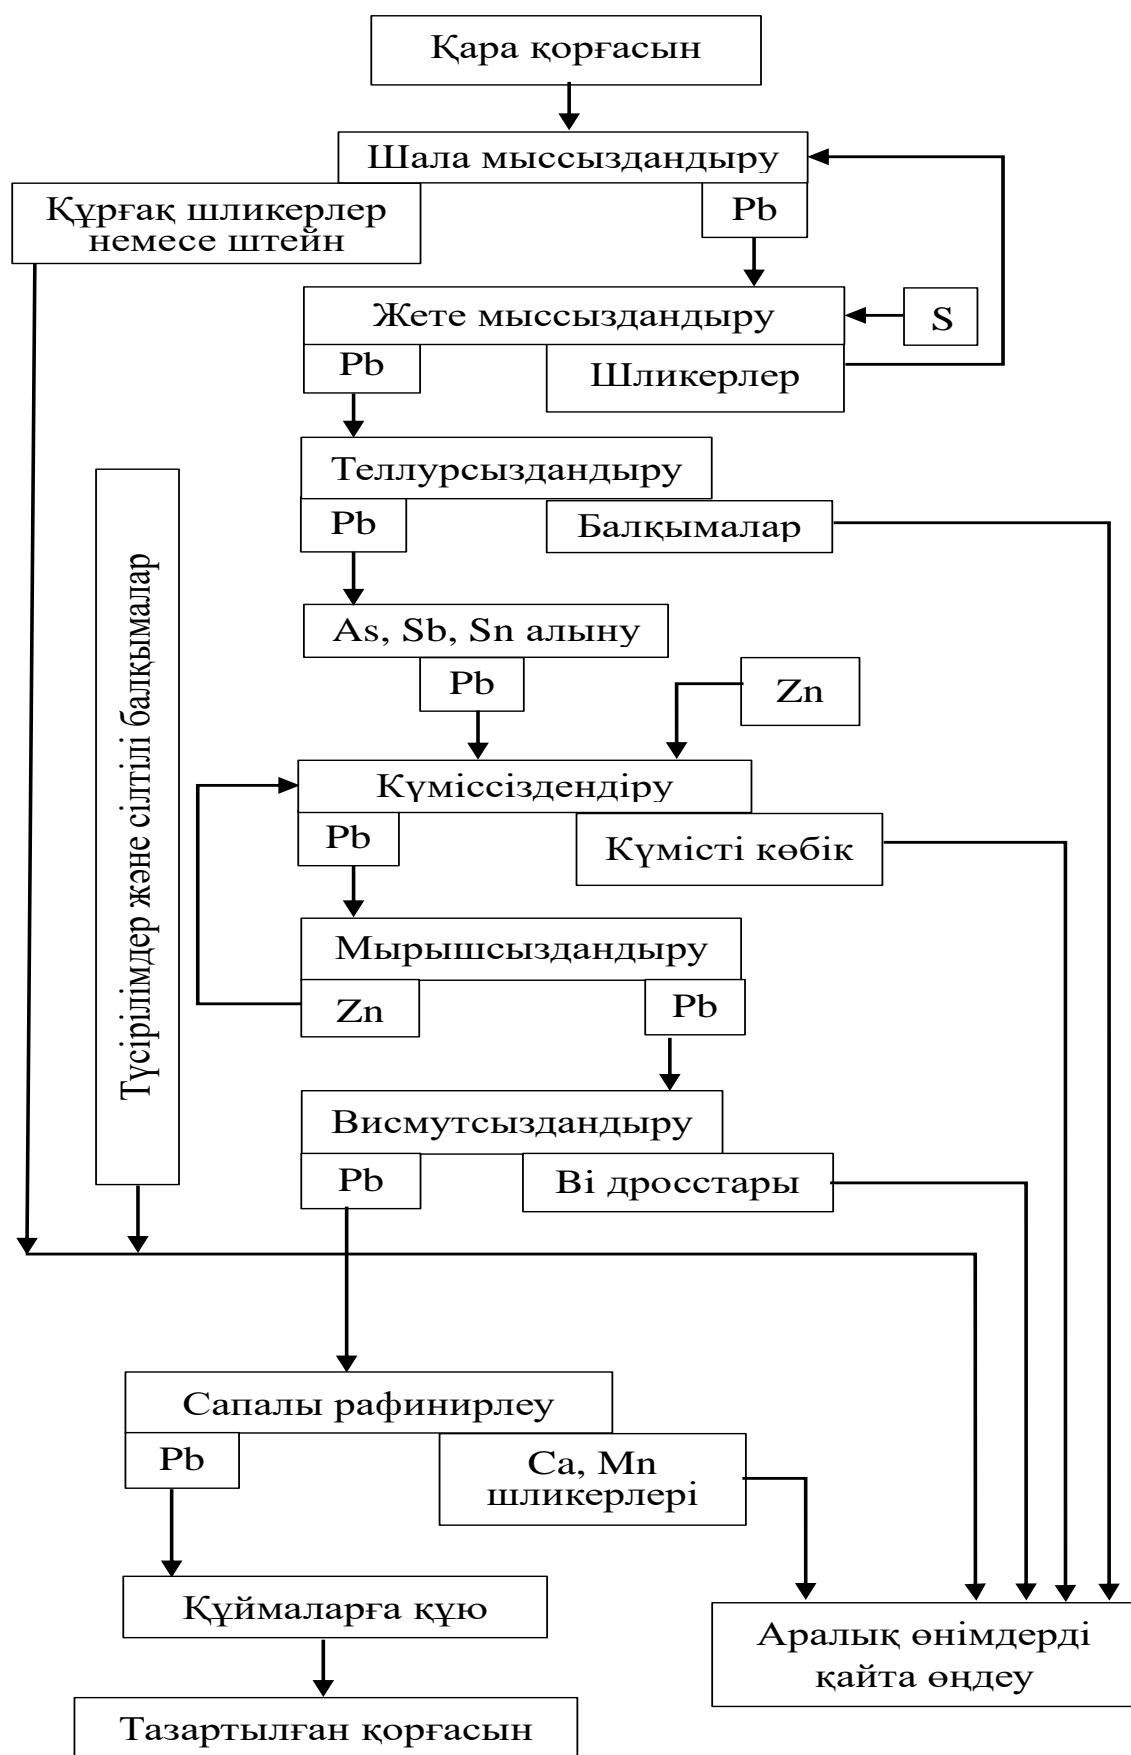 Қара қорғасын
Шала мыссыздандыру
Құрғақ шликерлер
немесе штейн
Pb
Жете мыссыздандыру
S
Pb
Шликерлер
Теллурсыздандыру
Pb
Балқымалар
Түсірілімдер және сілтілі балқымалар
As, Sb, Sn алыну
Pb
Zn
Күміссіздендіру
Pb
Күмісті көбік
Мырышсыздандыру
Zn
Pb
Висмутсыздандыру
Pb
Ві дросстары
Сапалы рафинирлеу
Pb
Ca, Mn
шликерлері
Құймаларға құю
Аралық өнімдерді
қайта өңдеу
Тазартылған қорғасын